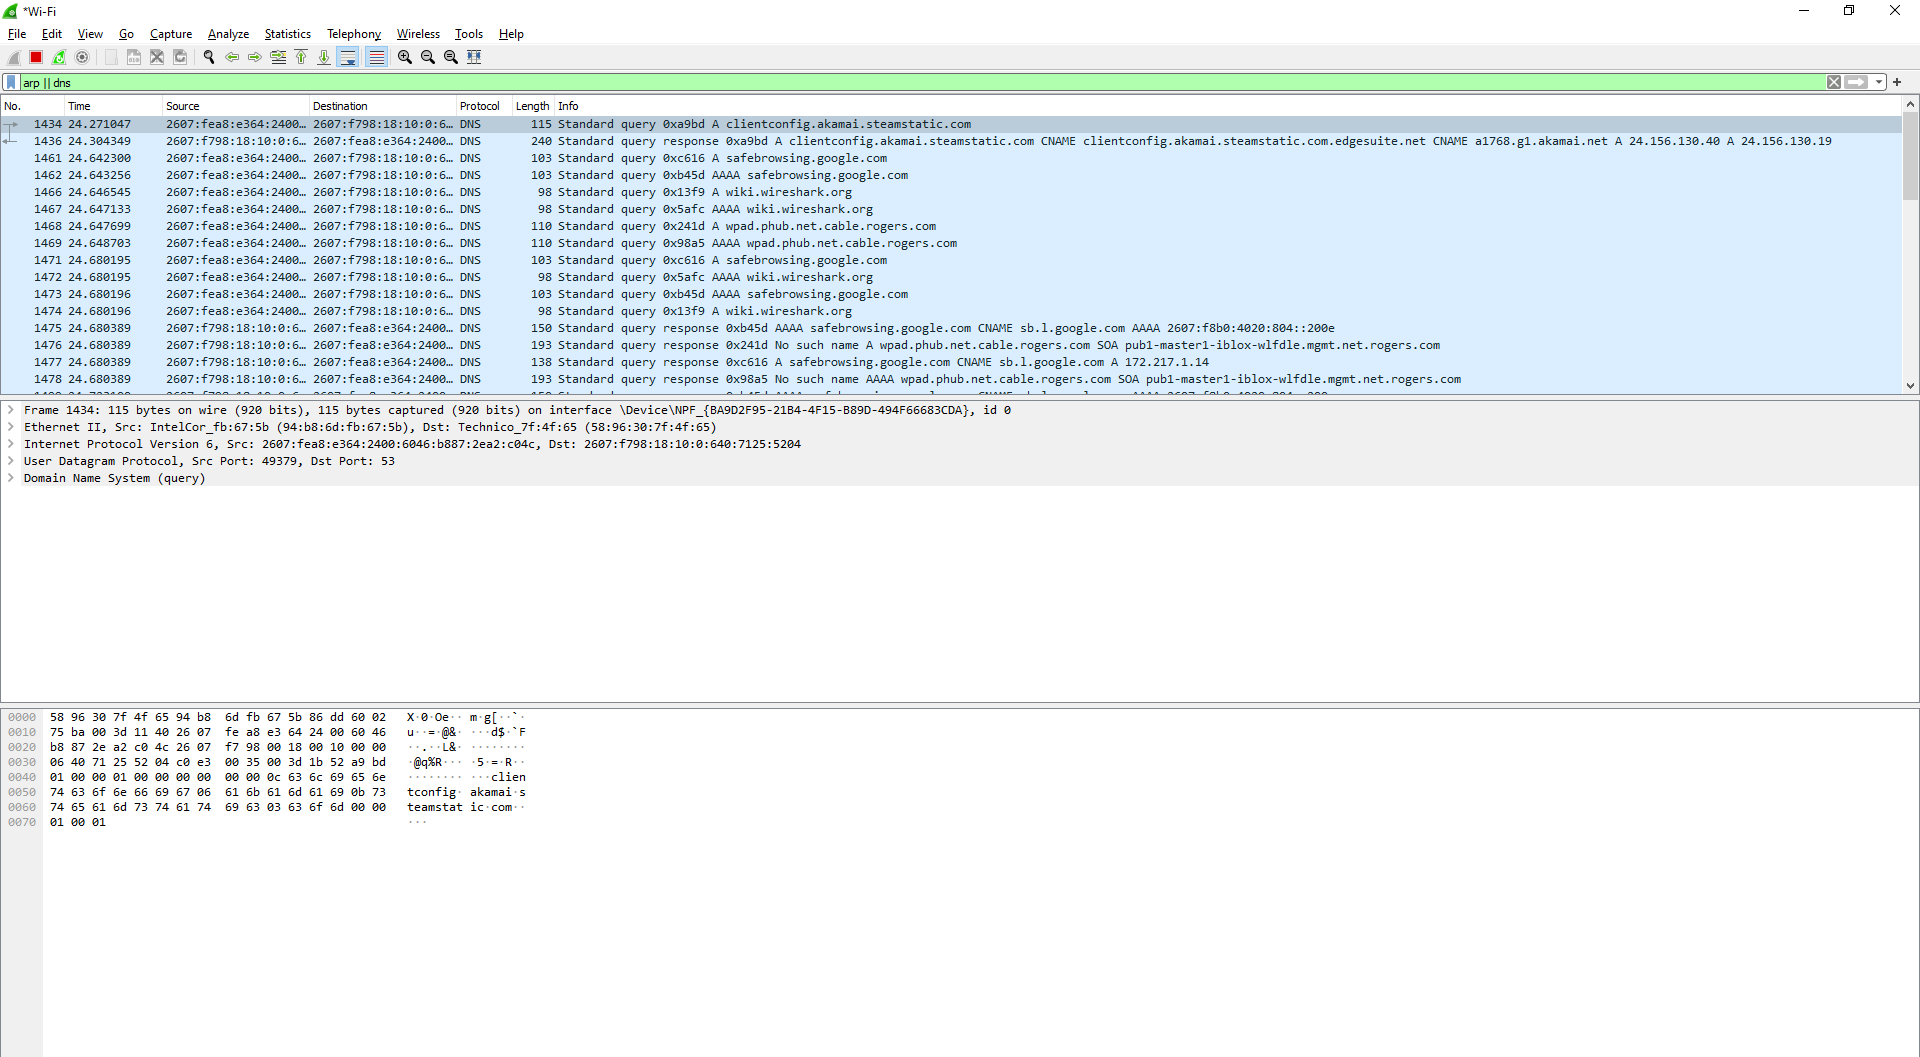 *Wi-Fi
File Edit View Go Capture Analyze Statistics Telephony Wireless Tools Help
arp || dns
No. Time Source Destination Protocol Length Info
1434 24.271047 2607:fea8:e364:2400… 2607:f798:18:10:0:6… DNS 115 Standard query 0xa9bd A clientconfig.akamai.steamstatic.com
1436 24.304349 2607:f798:18:10:0:6… 2607:fea8:e364:2400… DNS 240 Standard query response 0xa9bd A clientconfig.akamai.steamstatic.com CNAME clientconfig.akamai.steamstatic.com.edgesuite.net CNAME a1768.g1.akamai.net A 24.156.130.40 A 24.156.130.19
1461 24.642300 2607:fea8:e364:2400… 2607:f798:18:10:0:6… DNS 103 Standard query 0xc616 A safebrowsing.google.com
1462 24.643256 2607:fea8:e364:2400… 2607:f798:18:10:0:6… DNS 103 Standard query 0xb45d AAAA safebrowsing.google.com
1466 24.646545 2607:fea8:e364:2400… 2607:f798:18:10:0:6… DNS 98 Standard query 0x13f9 A wiki.wireshark.org
1467 24.647133 2607:fea8:e364:2400… 2607:f798:18:10:0:6… DNS 98 Standard query 0x5afc AAAA wiki.wireshark.org
1468 24.647699 2607:fea8:e364:2400… 2607:f798:18:10:0:6… DNS 110 Standard query 0x241d A wpad.phub.net.cable.rogers.com
1469 24.648703 2607:fea8:e364:2400… 2607:f798:18:10:0:6… DNS 110 Standard query 0x98a5 AAAA wpad.phub.net.cable.rogers.com
1471 24.680195 2607:fea8:e364:2400… 2607:f798:18:10:0:6… DNS 103 Standard query 0xc616 A safebrowsing.google.com
1472 24.680195 2607:fea8:e364:2400… 2607:f798:18:10:0:6… DNS 98 Standard query 0x5afc AAAA wiki.wireshark.org
1473 24.680196 2607:fea8:e364:2400… 2607:f798:18:10:0:6… DNS 103 Standard query 0xb45d AAAA safebrowsing.google.com
1474 24.680196 2607:fea8:e364:2400… 2607:f798:18:10:0:6… DNS 98 Standard query 0x13f9 A wiki.wireshark.org
1475 24.680389 2607:f798:18:10:0:6… 2607:fea8:e364:2400… DNS 150 Standard query response 0xb45d AAAA safebrowsing.google.com CNAME sb.l.google.com AAAA 2607:f8b0:4020:804::200e
1476 24.680389 2607:f798:18:10:0:6… 2607:fea8:e364:2400… DNS 193 Standard query response 0x241d No such name A wpad.phub.net.cable.rogers.com SOA pub1-master1-iblox-wlfdle.mgmt.net.rogers.com
1477 24.680389 2607:f798:18:10:0:6… 2607:fea8:e364:2400… DNS 138 Standard query response 0xc616 A safebrowsing.google.com CNAME sb.l.google.com A 172.217.1.14
1478 24.680389 2607:f798:18:10:0:6… 2607:fea8:e364:2400… DNS 193 Standard query response 0x98a5 No such name AAAA wpad.phub.net.cable.rogers.com SOA pub1-master1-iblox-wlfdle.mgmt.net.rogers.com
Frame 1434: 115 bytes on wire (920 bits), 115 bytes captured (920 bits) on interface \Device\NPF_{BA9D2F95-21B4-4F15-B89D-494F66683CDA}, id 0
Ethernet II, Src: IntelCor_fb:67:5b (94:b8:6d:fb:67:5b), Dst: Technico_7f:4f:65 (58:96:30:7f:4f:65)
Internet Protocol Version 6, Src: 2607:fea8:e364:2400:6046:b887:2ea2:c04c, Dst: 2607:f798:18:10:0:640:7125:5204
User Datagram Protocol, Src Port: 49379, Dst Port: 53
Domain Name System (query)
0000 58 96 30 7f 4f 65 94 b8 6d fb 67 5b 86 dd 60 02 X·0·Oe·· m·g[··`·
0010 75 ba 00 3d 11 40 26 07 fe a8 e3 64 24 00 60 46 u··=·@&· ···d$·`F
0020 b8 87 2e a2 c0 4c 26 07 f7 98 00 18 00 10 00 00 ··.··L&· ········
0030 06 40 71 25 52 04 c0 e3 00 35 00 3d 1b 52 a9 bd ·@q%R··· ·5·=·R··
0040 01 00 00 01 00 00 00 00 00 00 0c 63 6c 69 65 6e ········ ···clien
0050 74 63 6f 6e 66 69 67 06 61 6b 61 6d 61 69 0b 73 tconfig· akamai·s
0060 74 65 61 6d 73 74 61 74 69 63 03 63 6f 6d 00 00 teamstat ic·com··
0070 01 00 01 ···